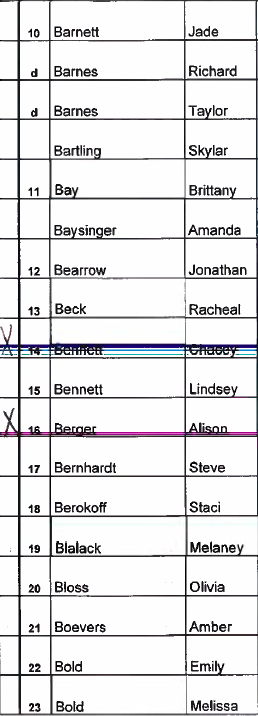 10 Barnett Jade
d Barnes Richard
d Barnes Taylor
Bartling Skylar
11 Bay Brittany
Baysinger Amanda
12 Bearrow Jonathan
13 Beck Racheal
X 14 Bennett Chacey
15 Bennett Lindsey
X 16 Berger Alison
17 Bernhardt Steve
18 Berokoff Staci
19 Blalack Melaney
20 Bloss Olivia
21 Boevers Amber
22 Bold Emily
23 Bold Melissa